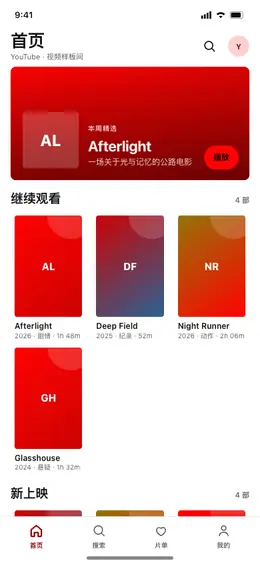 9:41
首页
YouTube · 视频样板间
Y
AL
本周精选
Afterlight
一场关于光与记忆的公路电影
播放
继续观看
4 部
AL
DF
NR
Afterlight
Deep Field
Night Runner
2026 · 剧情 · 1h 48m
2025 · 纪录 · 52m
2026 · 动作 · 2h 06m
GH
Glasshouse
2024 · 悬疑 · 1h 32m
新上映
4 部
首页
搜索
片单
我的